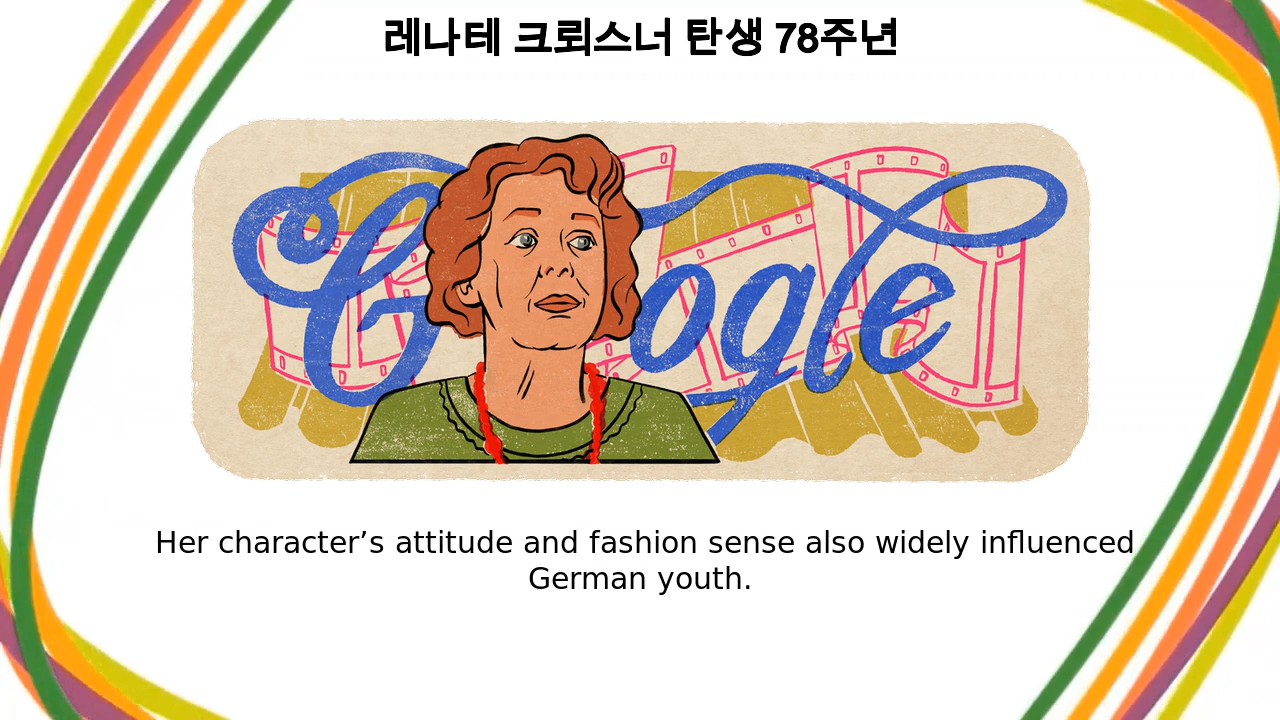 레나테 크뢰스너 탄생 78주년
Google
Her character’s attitude and fashion sense also widely influenced
German youth.